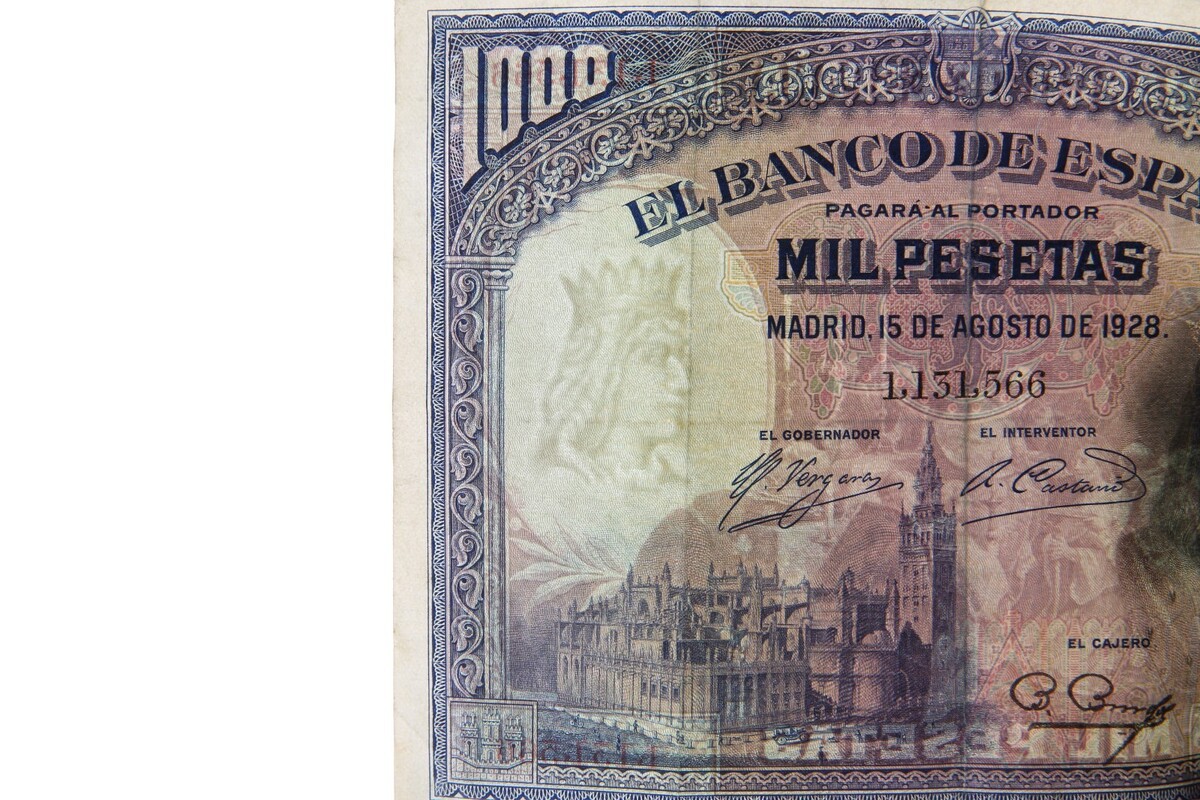 1000
EL BANCO DE ESPA
PAGARÁ AL PORTADOR
MIL PESETAS
MADRID, 15 DE AGOSTO DE 1928.
1,131,566
EL GOBERNADOR EL INTERVENTOR
EL CAJERO